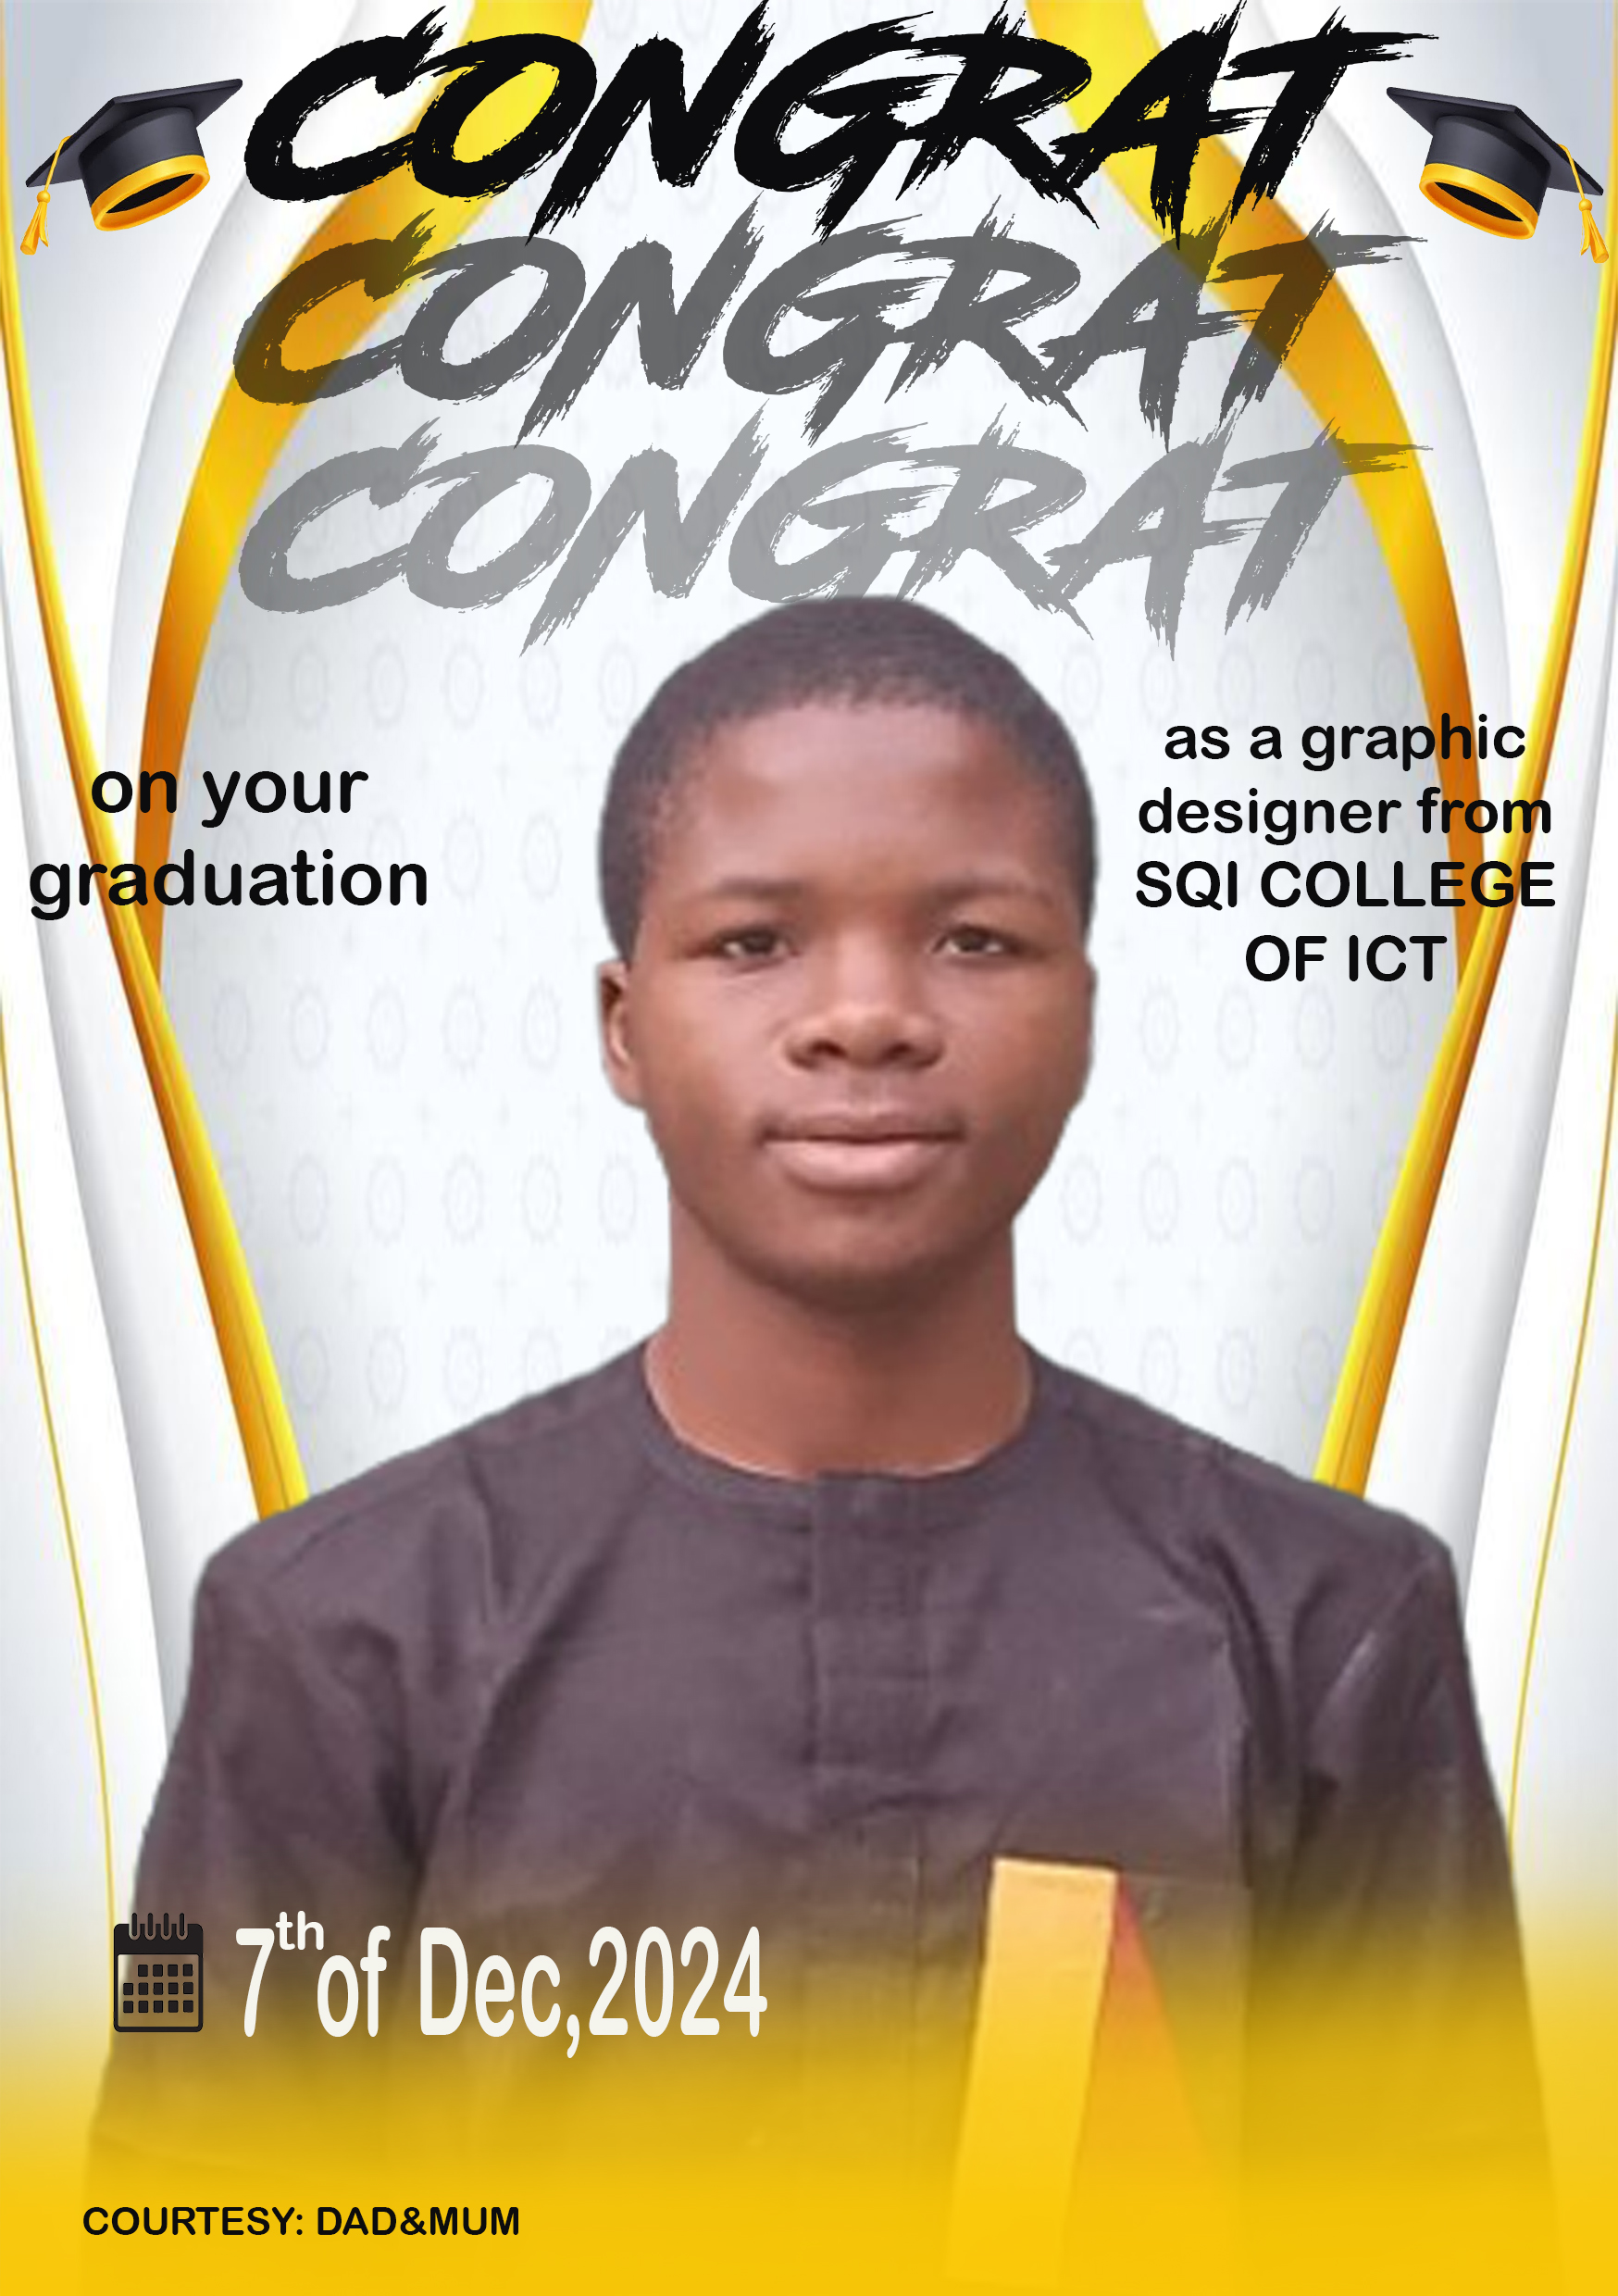 CONGRAT
CONGRAT
CONGRAT
on your
graduation
as a graphic
designer from
SQI COLLEGE
OF ICT
7th of Dec,2024
COURTESY: DAD&MUM